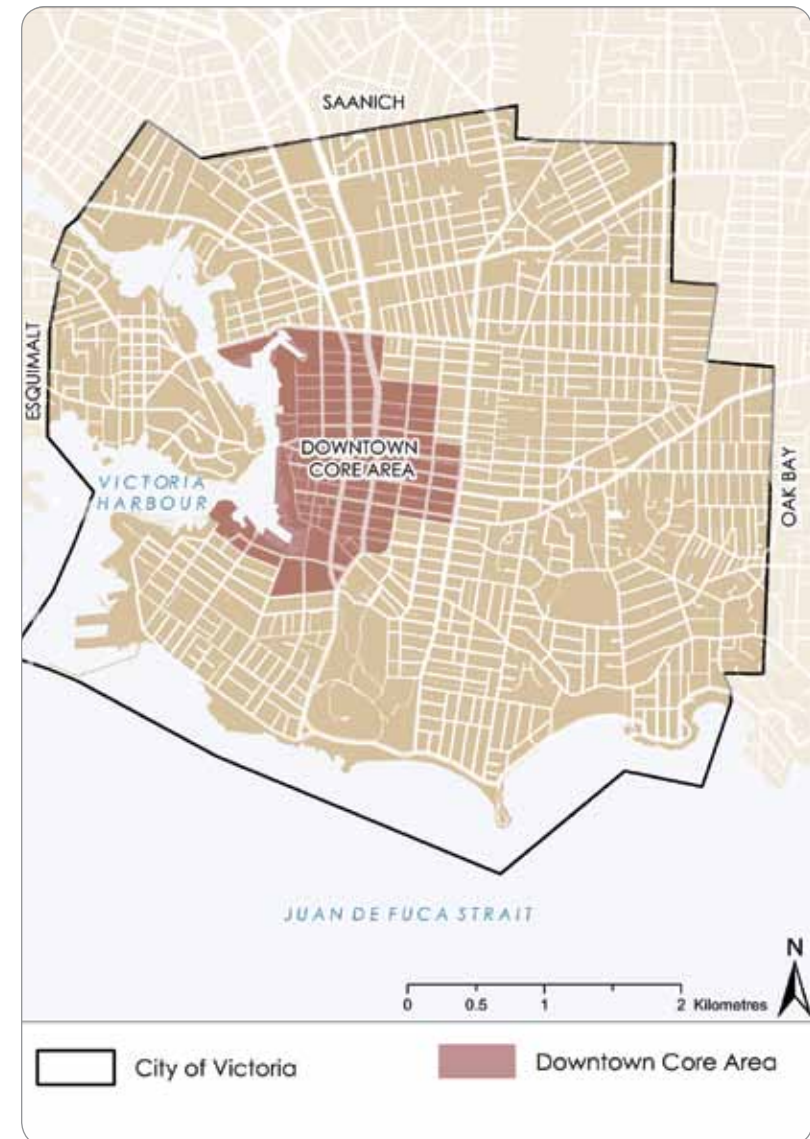 SAANICH
ESQUIMALT
DOWNTOWN
CORE AREA
VICTORIA
HARBOUR
OAK BAY
JUAN DE FUCA STRAIT
N
0 0.5 1 2 Kilometres
City of Victoria
Downtown Core Area